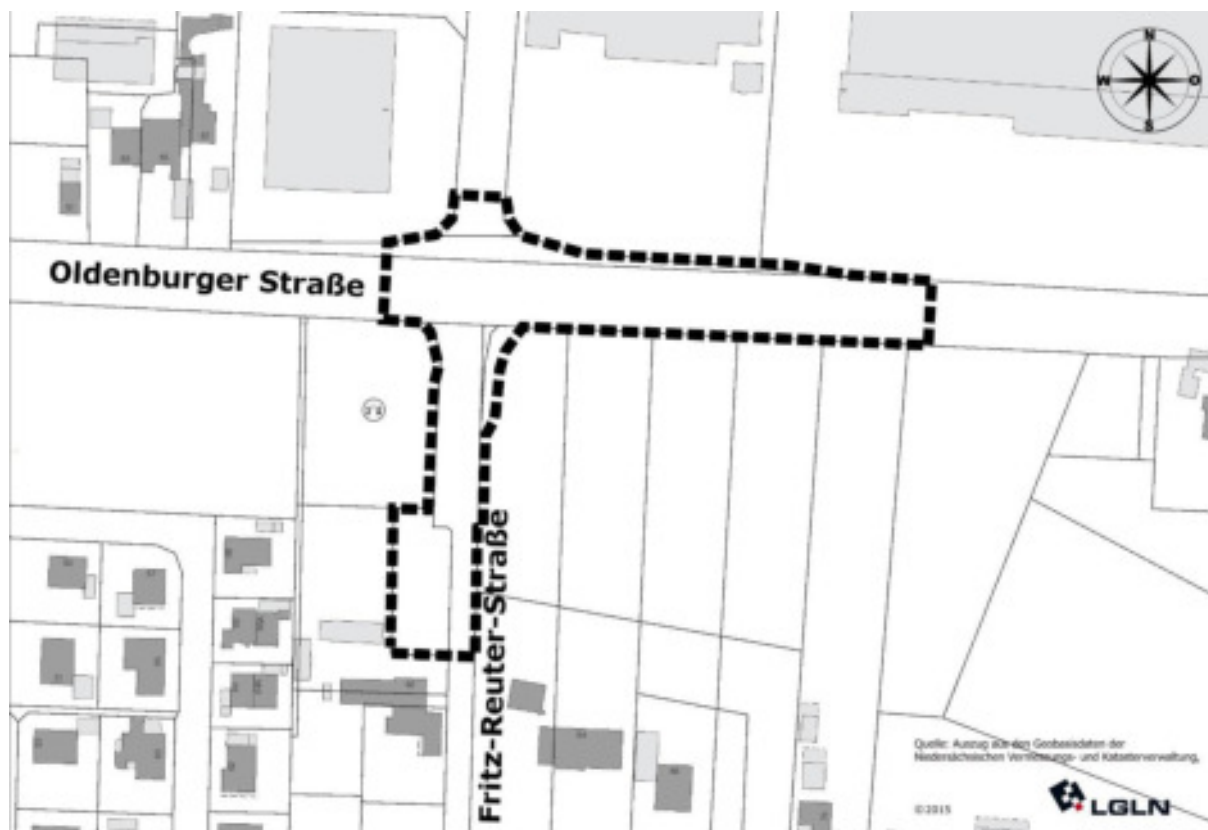 N
W O
S
Oldenburger Straße
Fritz-Reuter-Straße
Quelle: Auszug aus den Geobasisdaten der
Niedersächsischen Vermessungs- und Katasterverwaltung,
©2015
LGLN